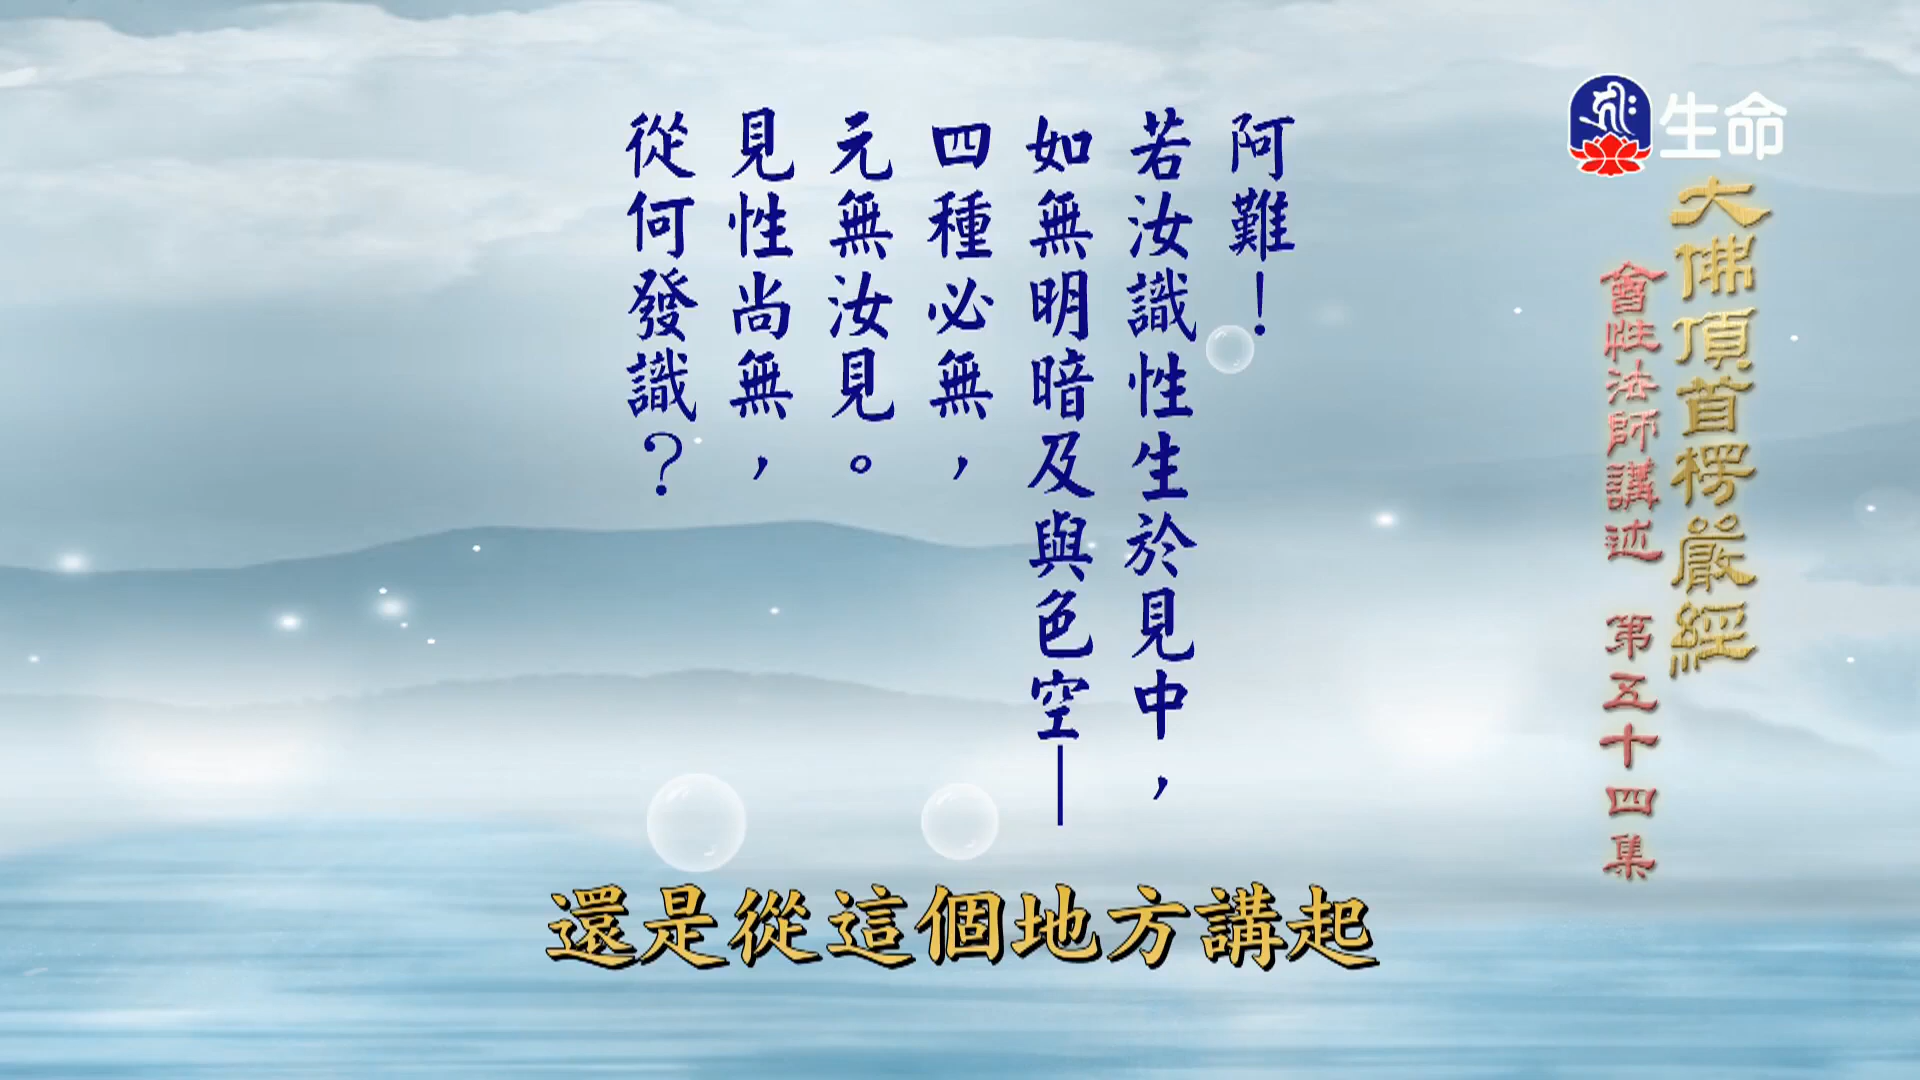 生命
大佛頂首楞嚴經
會性法師講述 第五十四集
阿難！
若汝識性生於見中，
如無明暗及與色空—
四種必無，
元無汝見。
見性尚無，
從何發識？
還是從這個地方講起